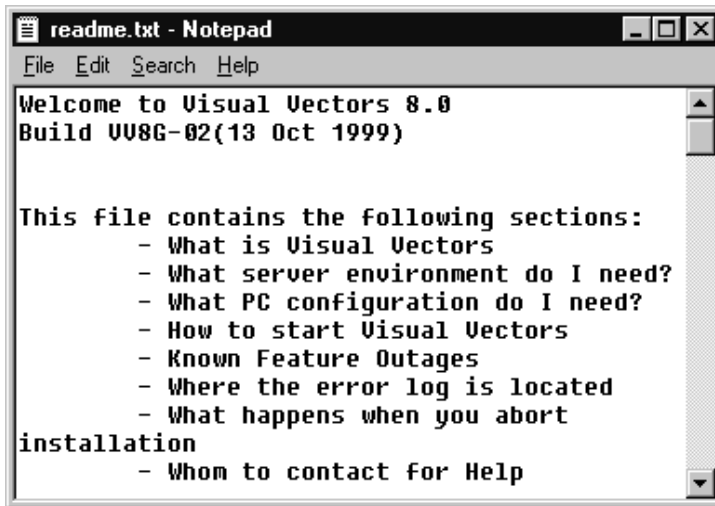 readme.txt - Notepad
File Edit Search Help
Welcome to Visual Vectors 8.0
Build VV8G-02(13 Oct 1999)
This file contains the following sections:
- What is Visual Vectors
- What server environment do I need?
- What PC configuration do I need?
- How to start Visual Vectors
- Known Feature Outages
- Where the error log is located
- What happens when you abort
installation
- Whom to contact for Help